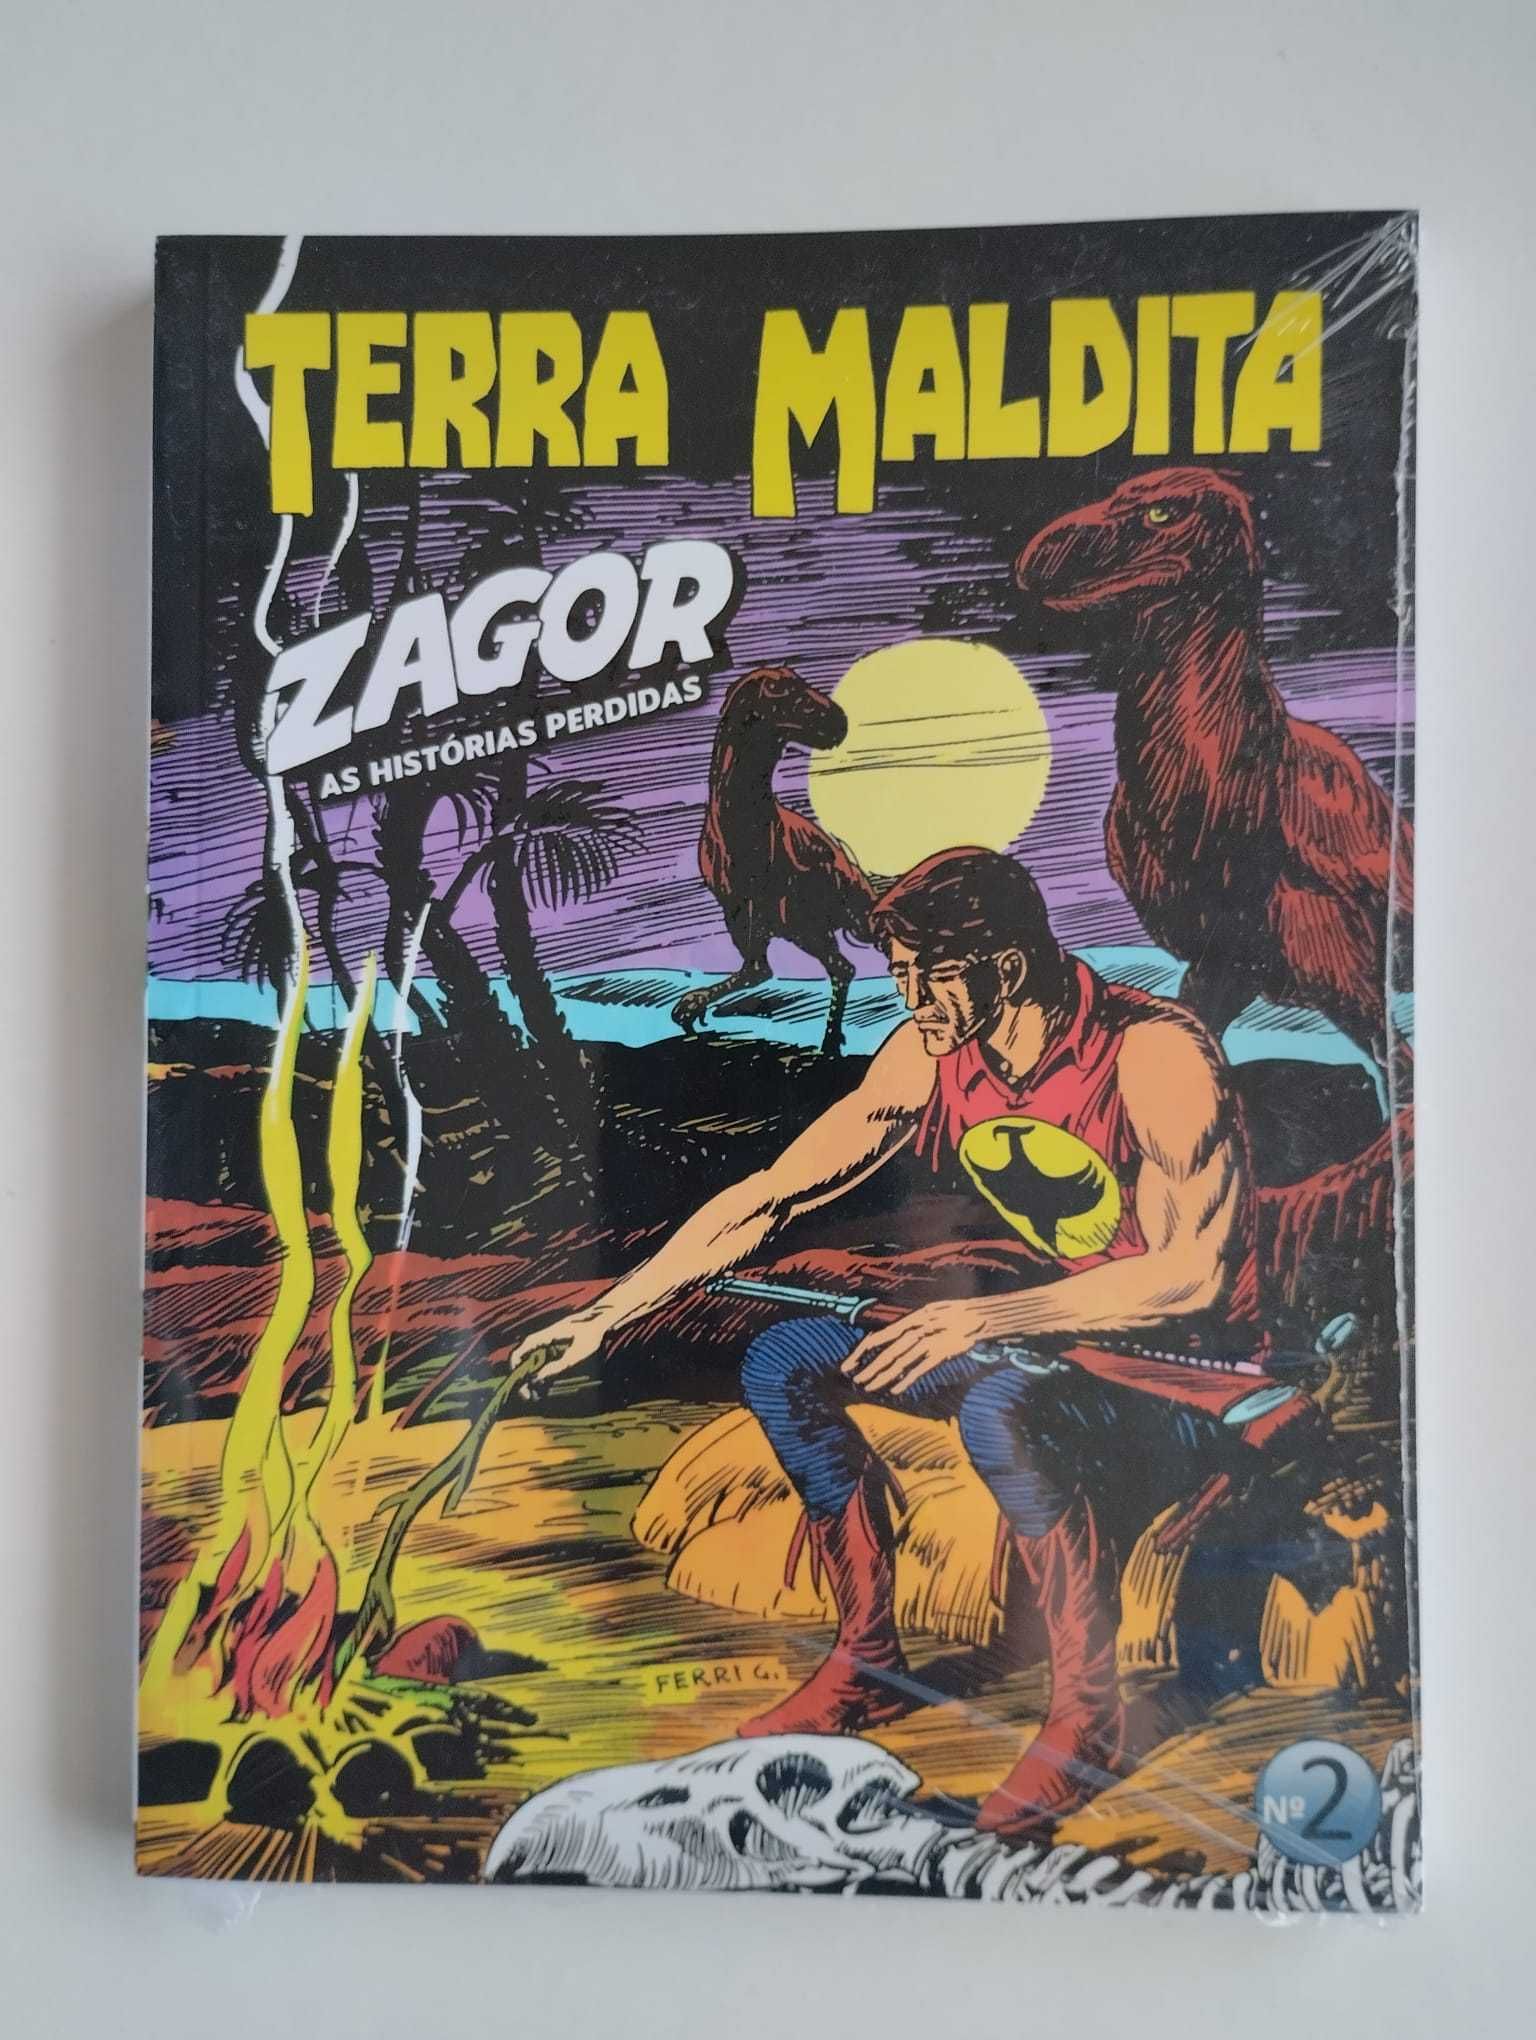 TERRA MALDITA
ZAGOR
AS HISTÓRIAS PERDIDAS
FERRI G.
Nº 2